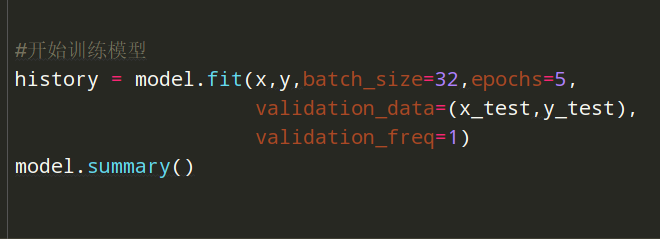 #开始训练模型
history = model.fit(x,y,batch_size=32,epochs=5,
validation_data=(x_test,y_test),
validation_freq=1)
model.summary()